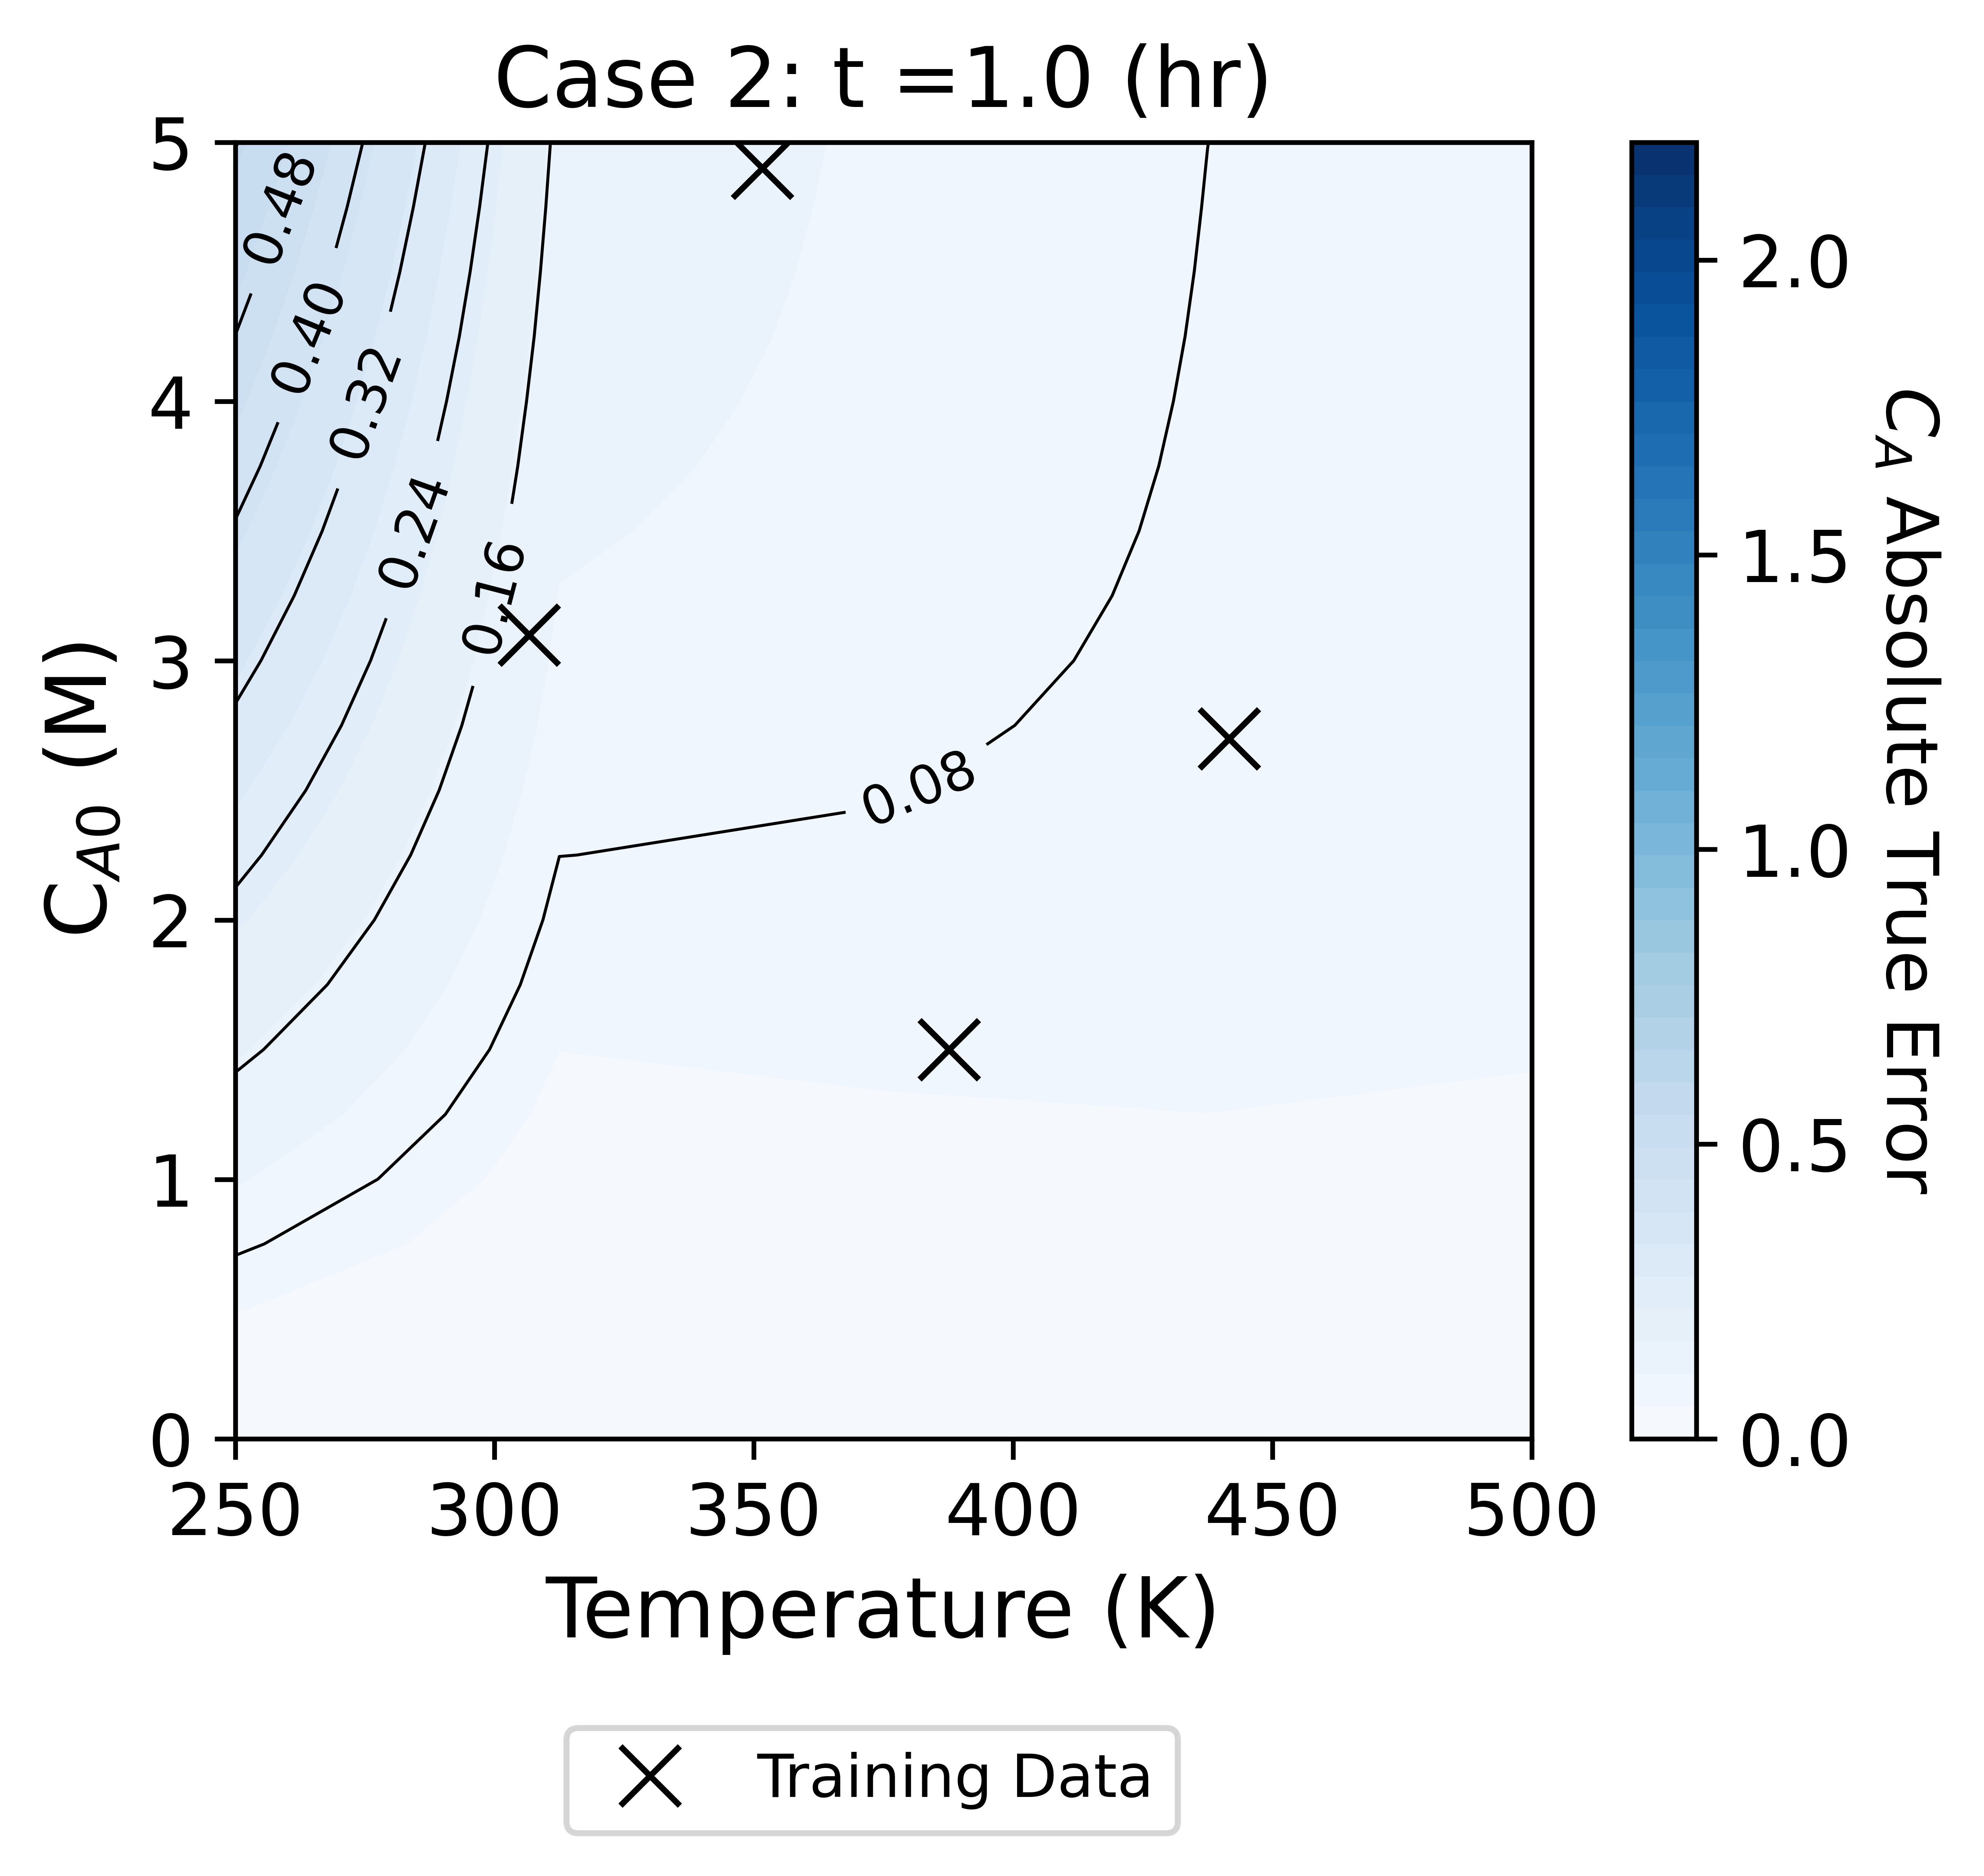 Case 2: t =1.0 (hr)
5
4
3
2
1
0
C_{A0} (M)
0.48
0.40
0.32
0.24
0.16
0.08
250 300 350 400 450 500
Temperature (K)
2.0
1.5
1.0
0.5
0.0
C_A Absolute True Error
Training Data